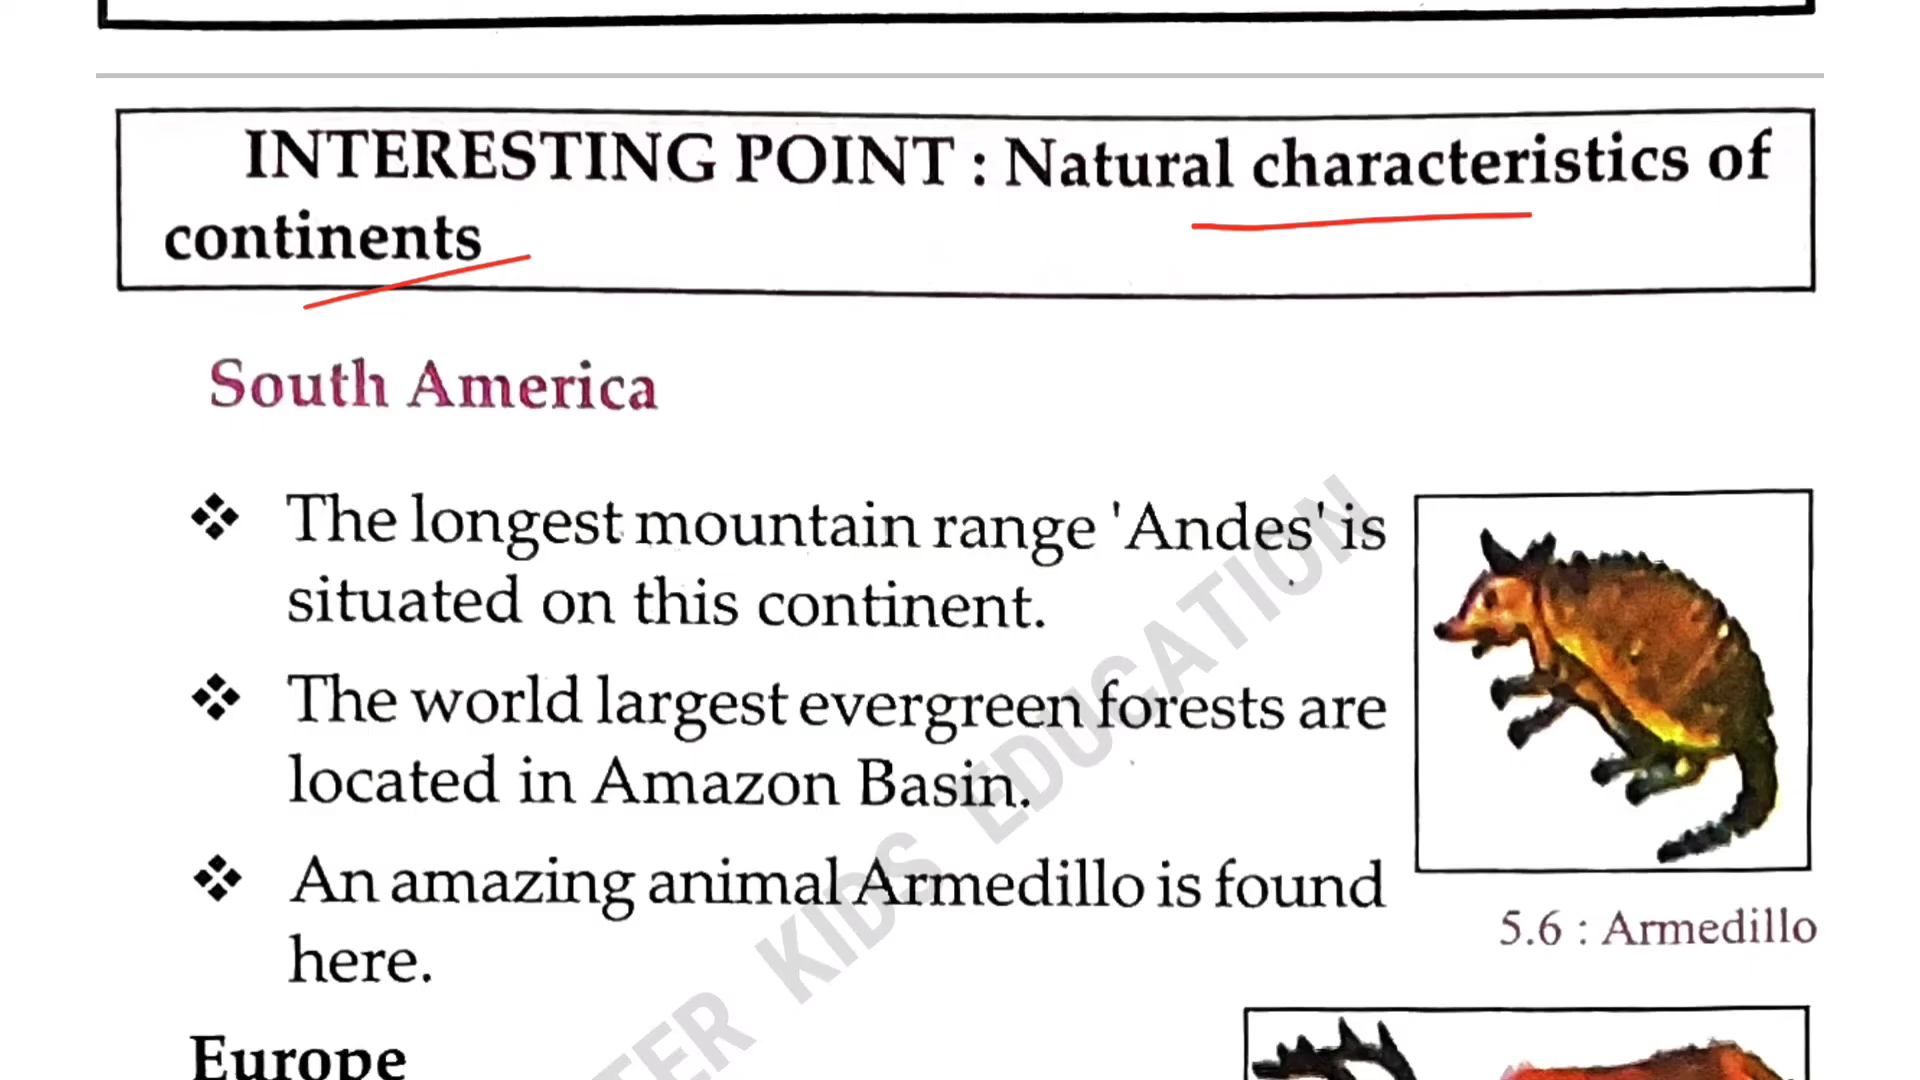 INTERESTING POINT : Natural characteristics of
continents
South America
❖ The longest mountain range 'Andes' is
situated on this continent.
❖ The world largest evergreen forests are
located in Amazon Basin.
❖ An amazing animal Armedillo is found
here.
5.6 : Armedillo
Europe
KIDS EDUCATION